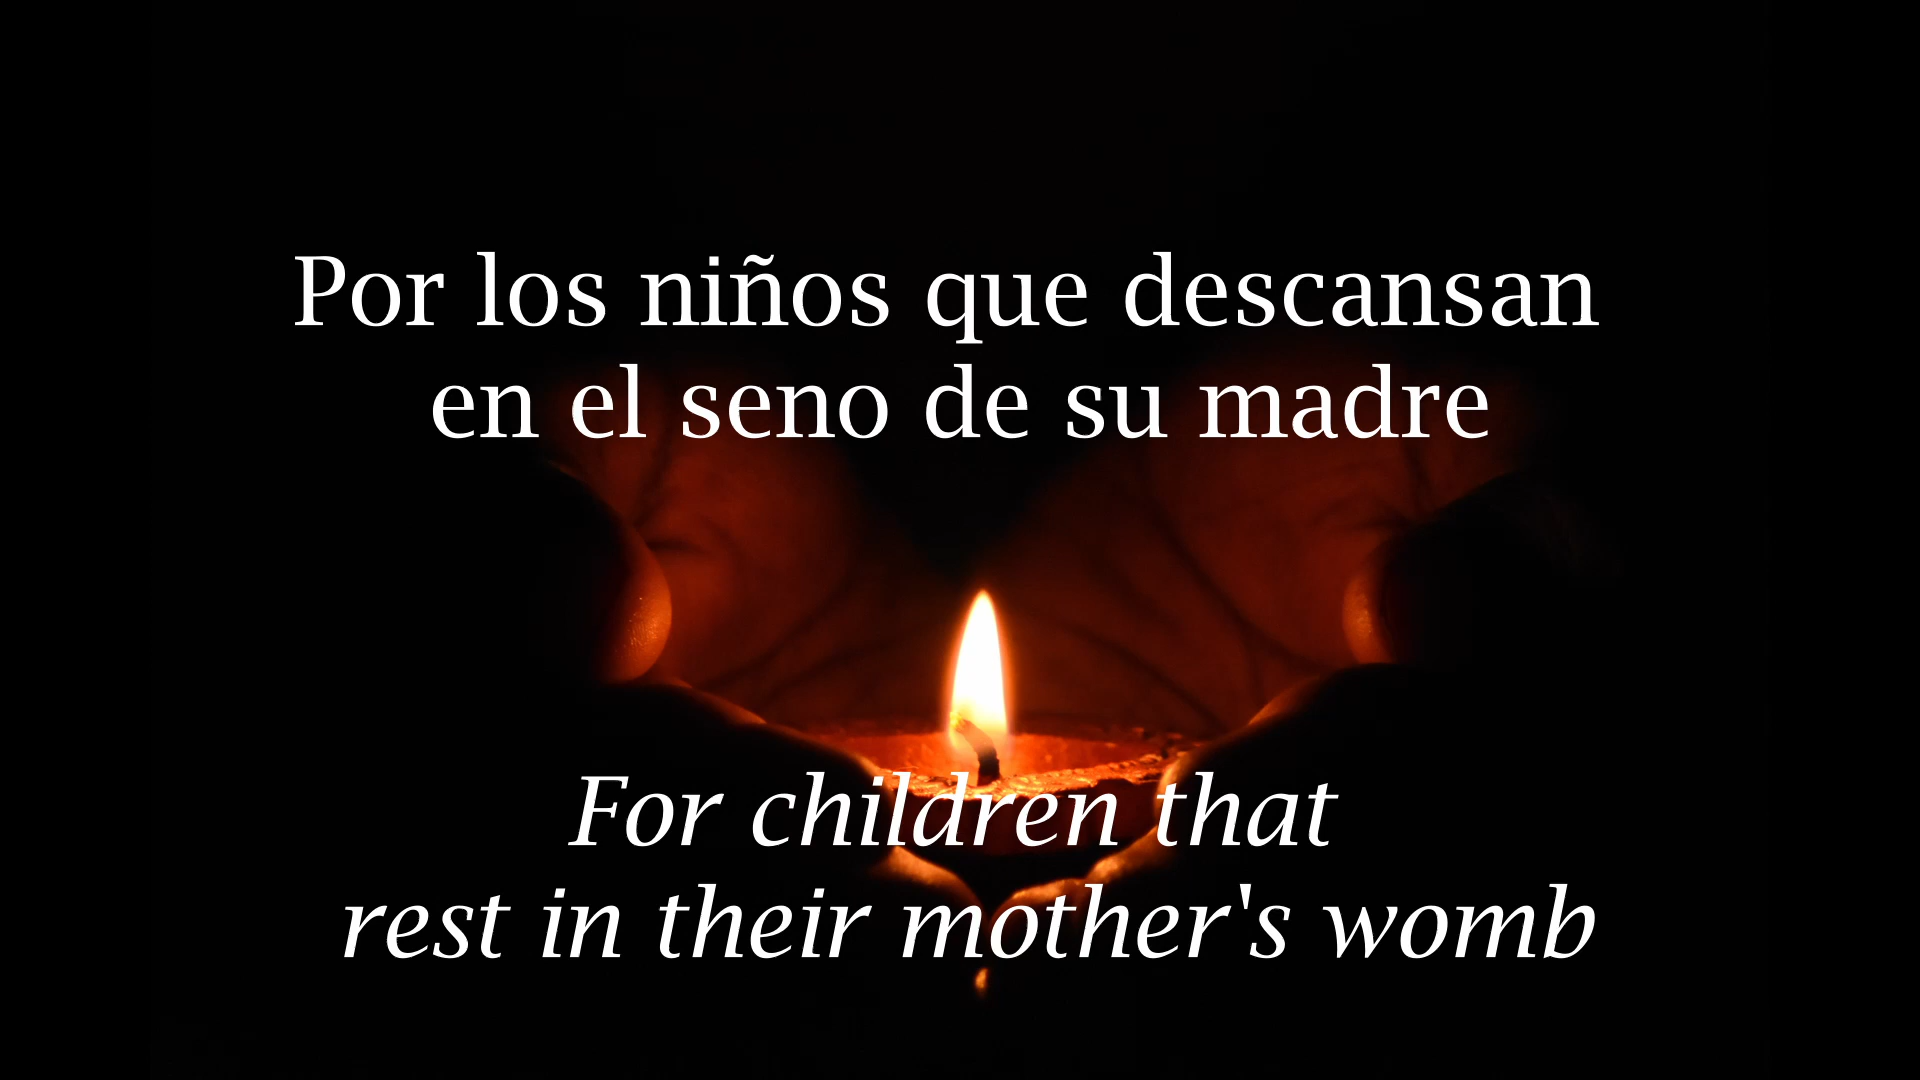 Por los niños que descansan
en el seno de su madre
For children that
rest in their mother's womb